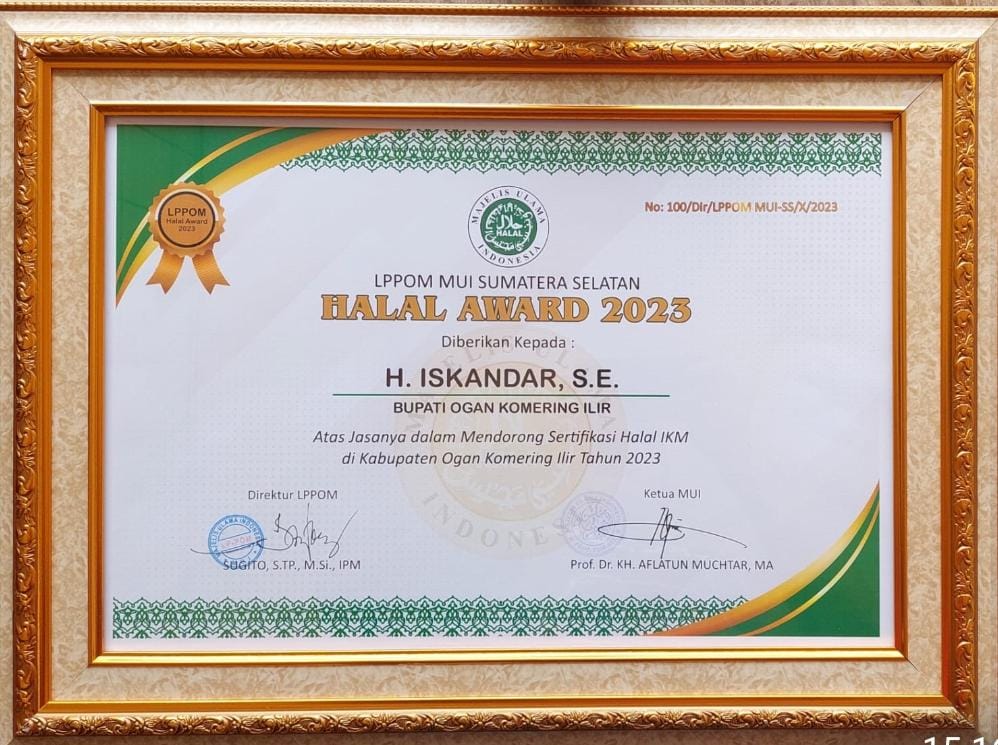 LPPOM
Halal Award
2023
MAJELIS ULAMA
HALAL
INDONESIA
No: 100/DIr/LPPOM MUI-SS/X/2023
LPPOM MUI SUMATERA SELATAN
HALAL AWARD 2023
Diberikan Kepada :
H. ISKANDAR, S.E.
BUPATI OGAN KOMERING ILIR
Atas Jasanya dalam Mendorong Sertifikasi Halal IKM
di Kabupaten Ogan Komering Ilir Tahun 2023
Direktur LPPOM
Ketua MUI
SUGITO, S.TP., M.Si., IPM
Prof. Dr. KH. AFLATUN MUCHTAR, MA